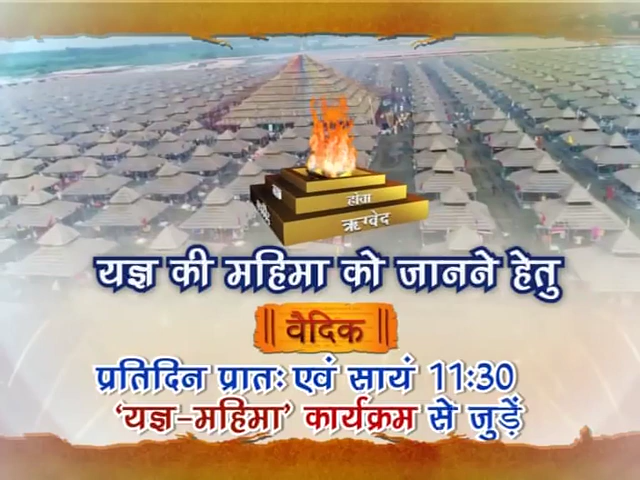 होता
ऋग्वेद
यज्ञ की महिमा को जानने हेतु
॥ वैदिक ॥
प्रतिदिन प्रातः एवं सायं 11:30
‘यज्ञ-महिमा’ कार्यक्रम से जुड़ें